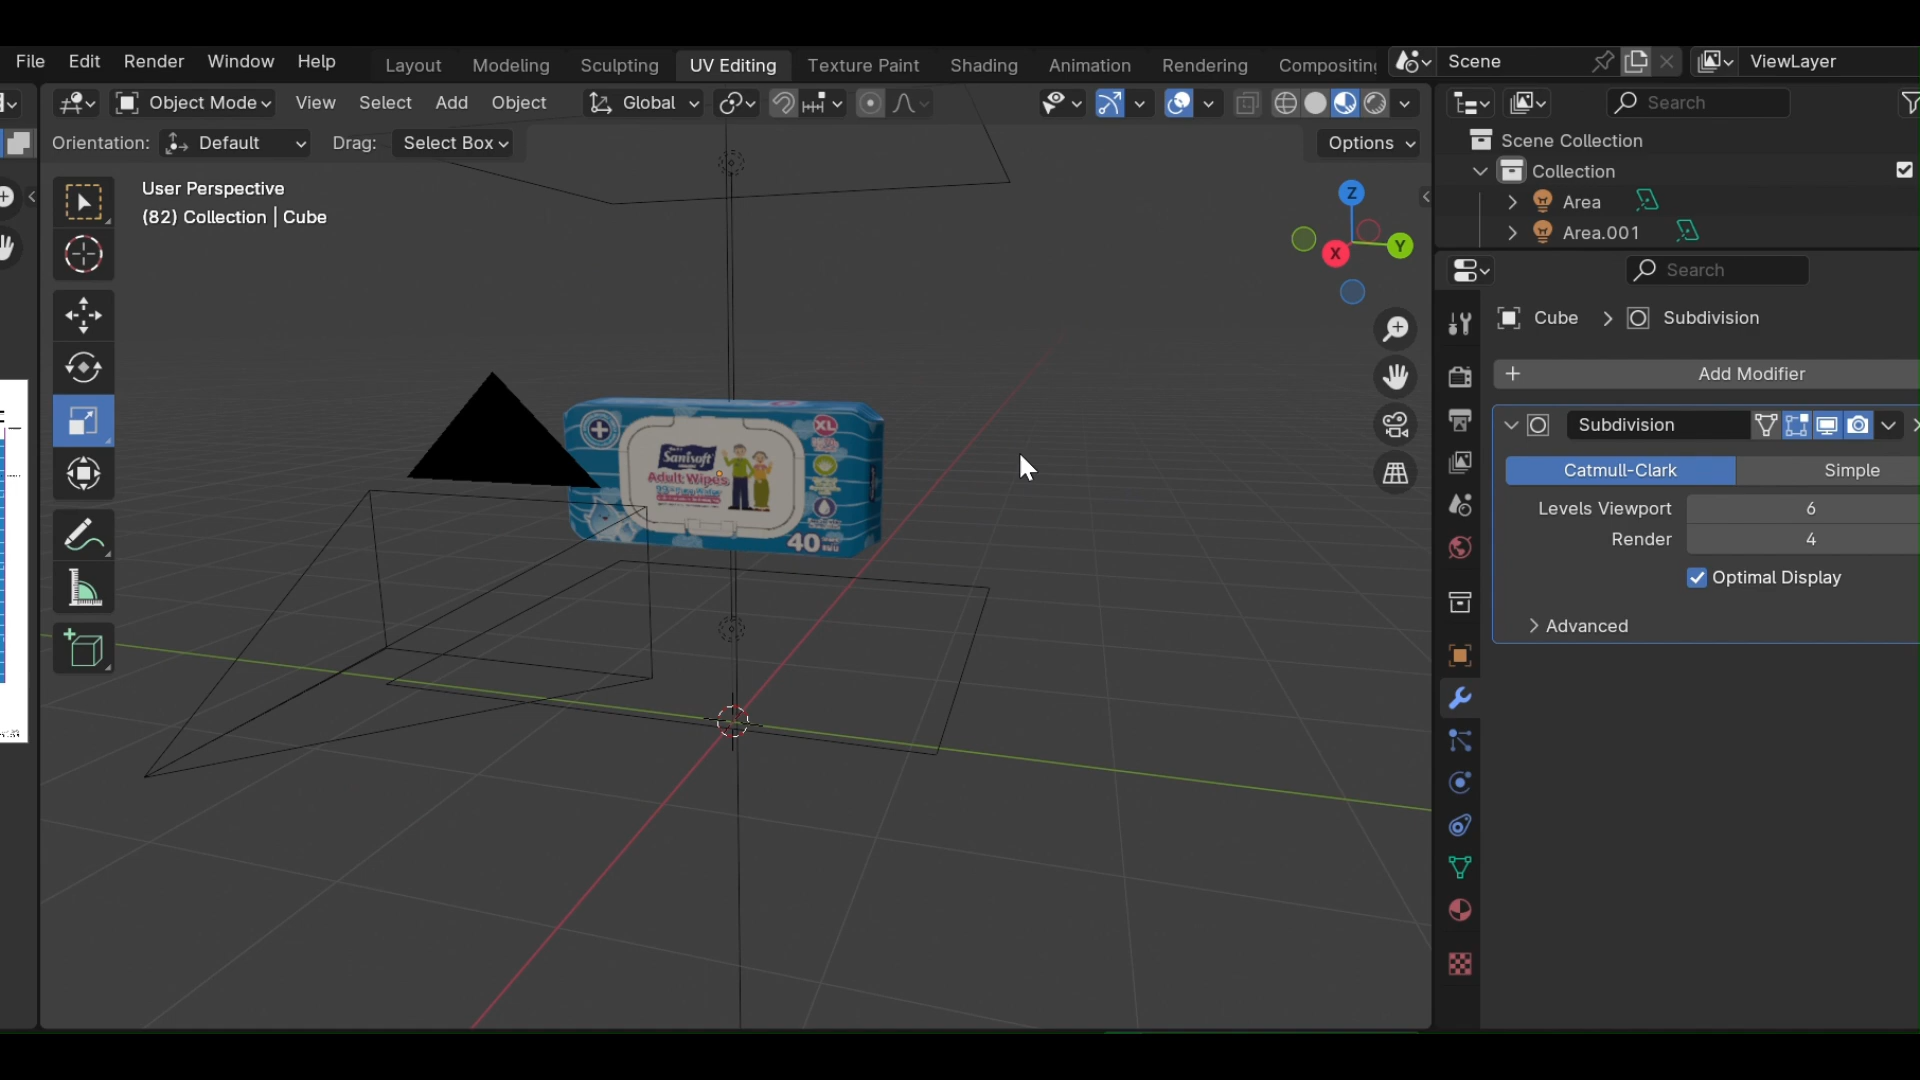 File Edit Render Window Help Layout Modeling Sculpting UV Editing Texture Paint Shading Animation Rendering Compositing Scene ViewLayer
Object Mode View Select Add Object Global Search
Orientation: Default Drag: Select Box Options
Scene Collection
Collection
Area
Area.001
User Perspective
(82) Collection | Cube
Z
Y
X
Search
Cube > Subdivision
+ Add Modifier
Subdivision
Catmull-Clark Simple
Levels Viewport 6
Render 4
Optimal Display
Advanced
XL
Sanisoft
Adult Wipes
40